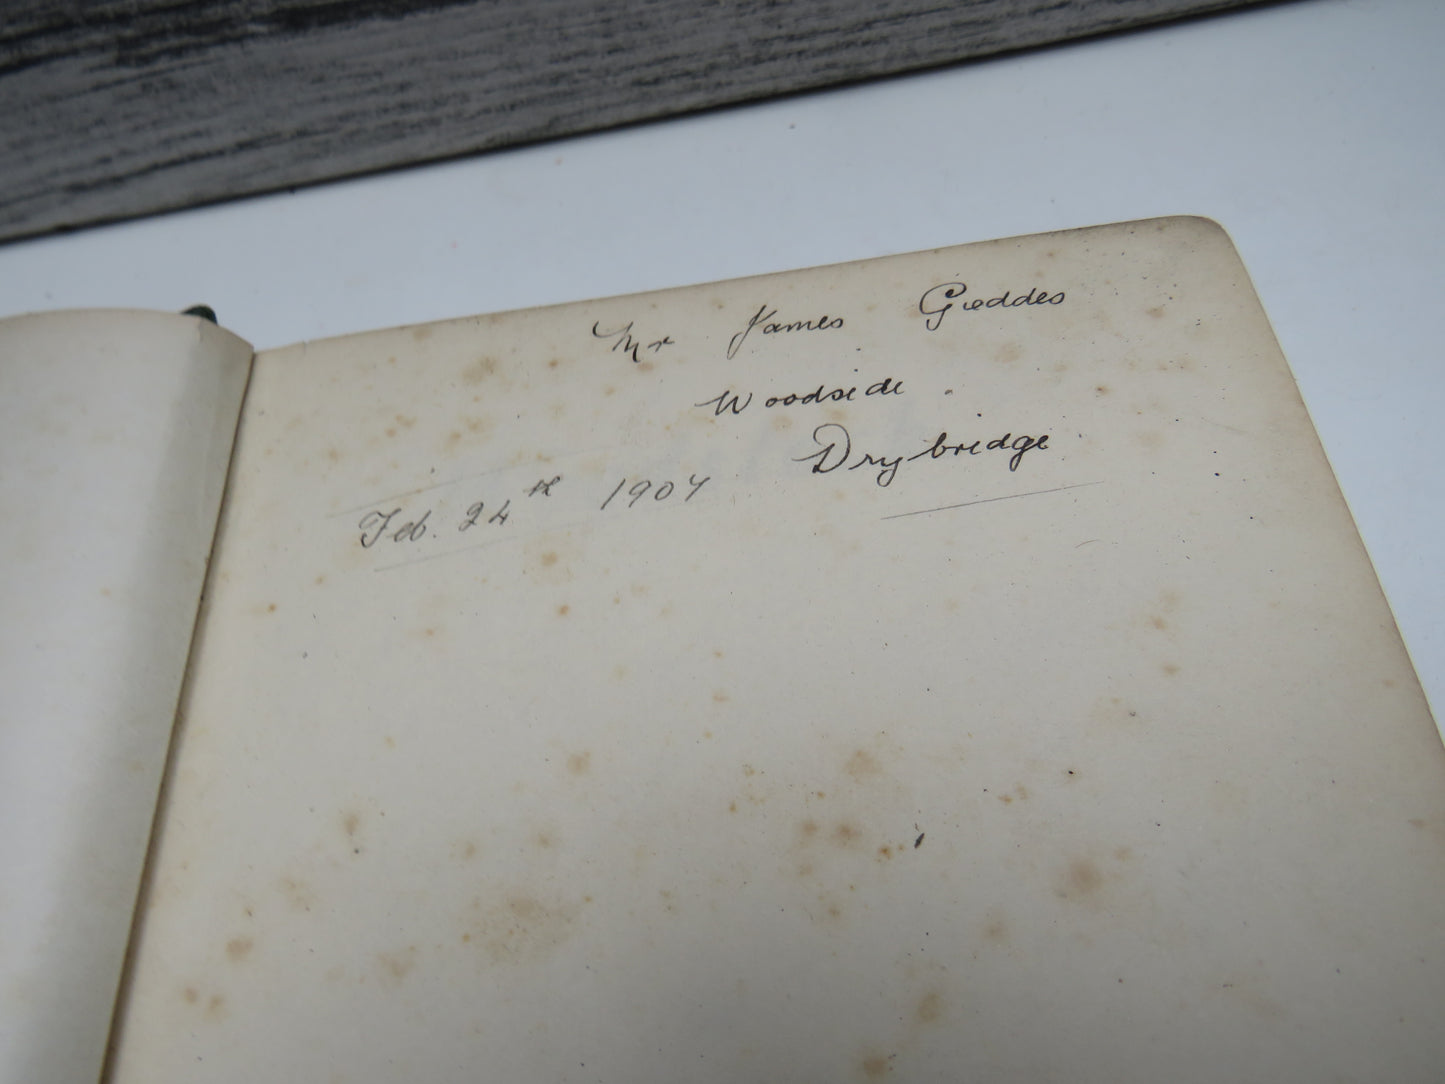 Mr James Geddes
Woodside.
Drybridge
Feb. 24th 1907